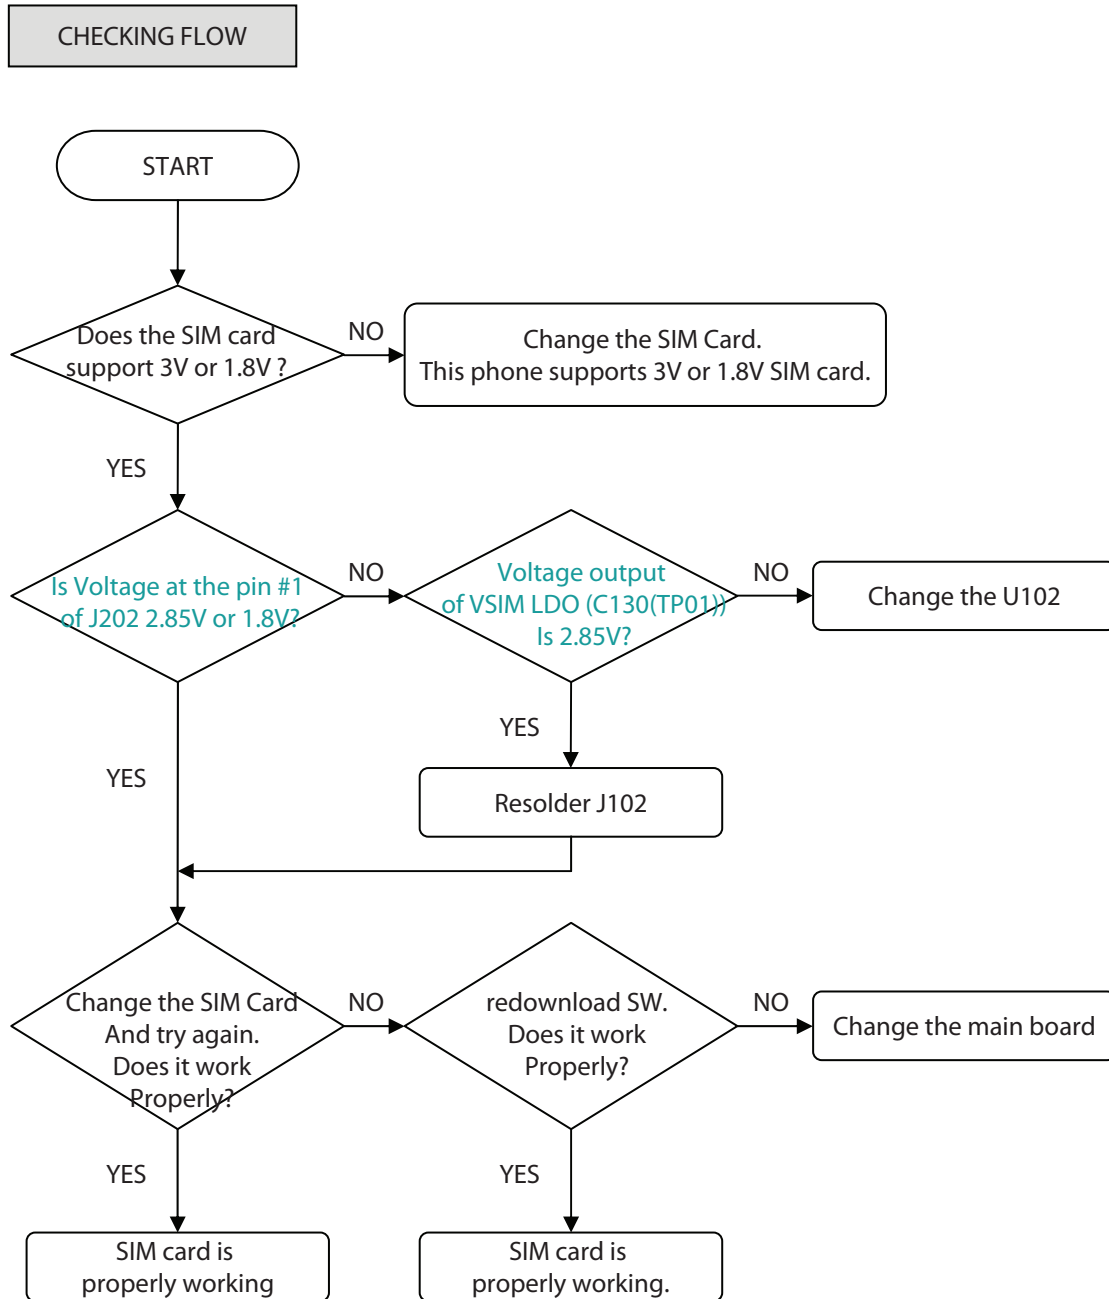 CHECKING FLOW
START
Does the SIM card
support 3V or 1.8V ?
NO
Change the SIM Card.
This phone supports 3V or 1.8V SIM card.
YES
Is Voltage at the pin #1
of J202 2.85V or 1.8V?
NO
Voltage output
of VSIM LDO (C130(TP01))
Is 2.85V?
NO
Change the U102
YES
Resolder J102
YES
Change the SIM Card
And try again.
Does it work
Properly?
NO
redownload SW.
Does it work
Properly?
NO
Change the main board
YES
SIM card is
properly working
YES
SIM card is
properly working.